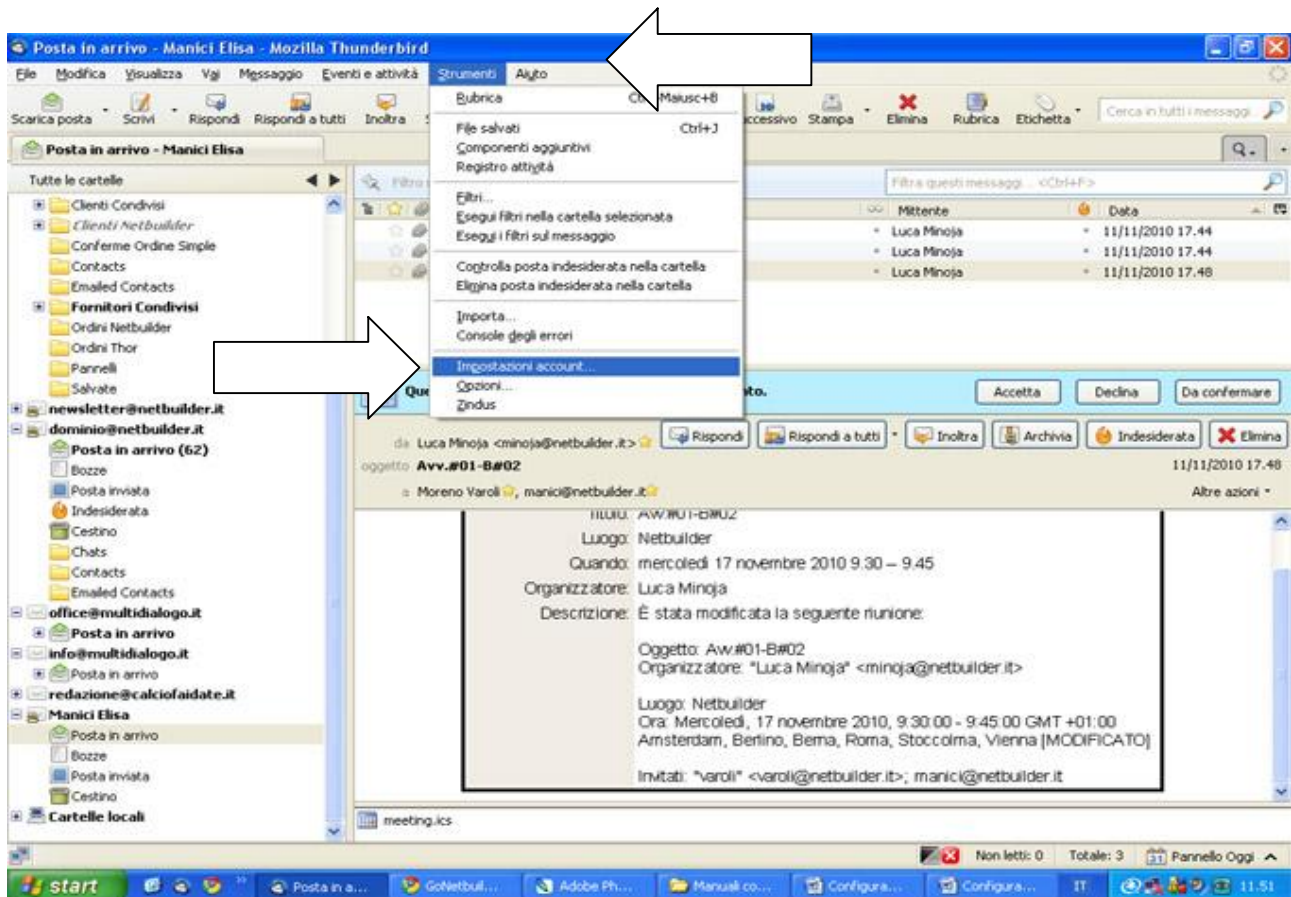 Posta in arrivo - Manici Elisa - Mozilla Thunderbird
File Modifica Visualizza Vai Messaggio Eventi e attività Strumenti Aiuto
Scarica posta Scrivi Rispondi Rispondi a tutti Inoltra Stampa Elimina Rubrica Etichetta Cerca in tutti i messaggi
Posta in arrivo - Manici Elisa
Rubrica Maiusc+B
File salvati Ctrl+J
Componenti aggiuntivi
Registro attività
Filtri...
Esegui filtri nella cartella selezionata
Esegui i filtri sul messaggio
Controlla posta indesiderata nella cartella
Elimina posta indesiderata nella cartella
Importa...
Console degli errori
Impostazioni account...
Opzioni...
Zindus
Tutte le cartelle
Clienti Condivisi
Clienti Netbuilder
Conferme Ordine Simple
Contacts
Emailed Contacts
Fornitori Condivisi
Ordini Netbuilder
Ordini Thor
Pannelli
Salvate
newsletter@netbuilder.it
dominio@netbuilder.it
Posta in arrivo (62)
Bozze
Posta inviata
Indesiderata
Cestino
Chats
Contacts
Emailed Contacts
office@multidialogo.it
Posta in arrivo
info@multidialogo.it
Posta in arrivo
redazione@calciofaidate.it
Manici Elisa
Posta in arrivo
Bozze
Posta inviata
Cestino
Cartelle locali
Filtra questi messaggi... <Ctrl+F>
Mittente Data
Luca Minoja 11/11/2010 17.44
Luca Minoja 11/11/2010 17.44
Luca Minoja 11/11/2010 17.48
Accetta Declina Da confermare
da Luca Minoja <minoja@netbuilder.it> Rispondi Rispondi a tutti Inoltra Archivia Indesiderata Elimina
oggetto Avv.#01-B#02 11/11/2010 17.48
a Moreno Varoli, manici@netbuilder.it Altre azioni
Titolo: Avv.#01-B#02
Luogo: Netbuilder
Quando: mercoledì 17 novembre 2010 9.30 – 9.45
Organizzatore: Luca Minoja
Descrizione: È stata modificata la seguente riunione:
Oggetto: Avv.#01-B#02
Organizzatore: "Luca Minoja" <minoja@netbuilder.it>
Luogo: Netbuilder
Ora: Mercoledì, 17 novembre 2010, 9:30:00 - 9:45:00 GMT +01:00
Amsterdam, Berlino, Berna, Roma, Stoccolma, Vienna [MODIFICATO]
Invitati: "varoli" <varoli@netbuilder.it>; manici@netbuilder.it
meeting.ics
Non letti: 0 Totale: 3 Pannello Oggi
start Posta in a... GoNetbuil... Adobe Ph... Manuali co... Configura... Configura... IT 11.51